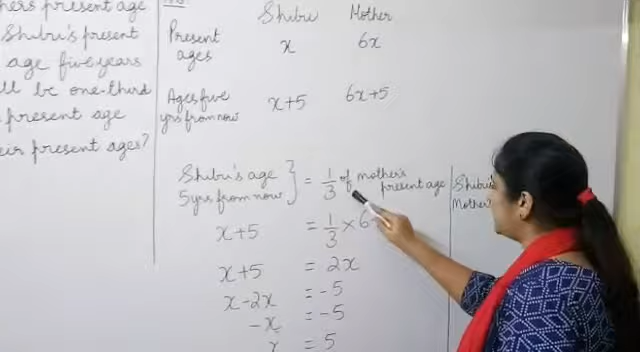 hers present age
Shibu's present
age five years
ll be one-third
present age
eir present ages?
Shibu Mother
Present ages x 6x
Ages five yrs from now x+5 6x+5
Shibu's age 5 yrs from now } = 1/3 of mother's present age
x+5 = 1/3 × 6
x+5 = 2x
x-2x = -5
-x = -5
x = 5
Shibu's
Mother